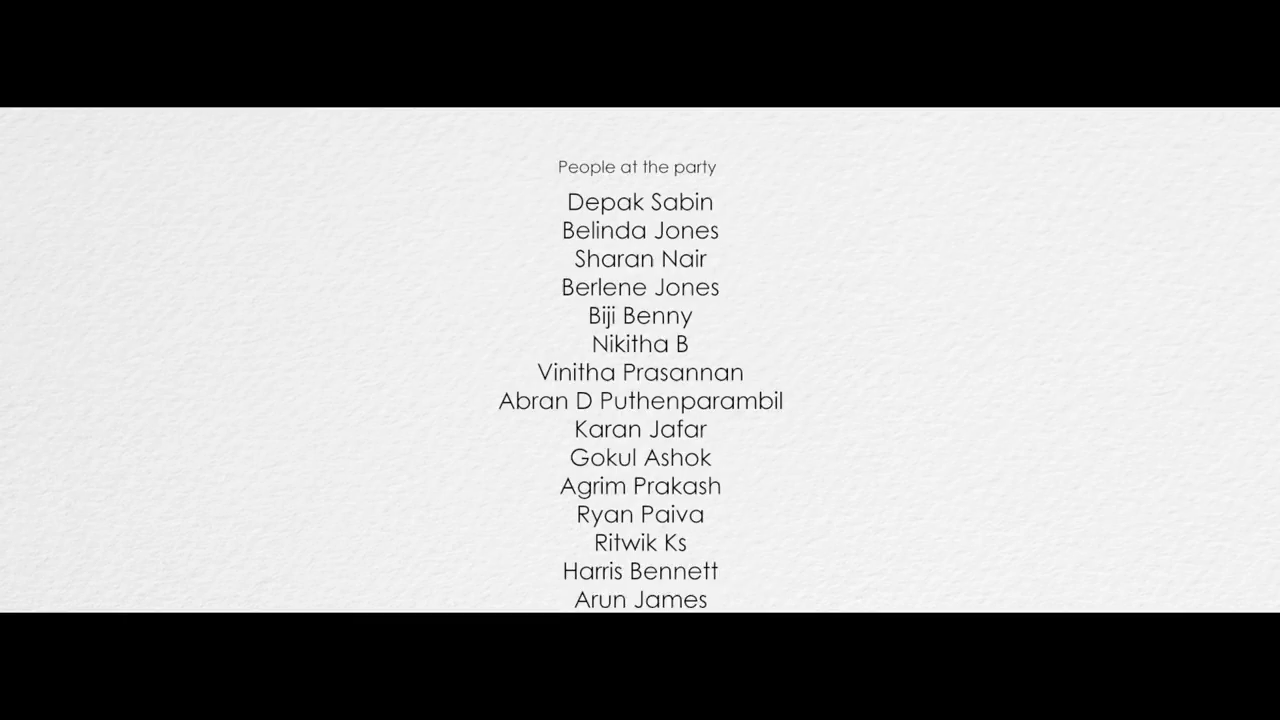 People at the party
Depak Sabin
Belinda Jones
Sharan Nair
Berlene Jones
Biji Benny
Nikitha B
Vinitha Prasannan
Abran D Puthenparambil
Karan Jafar
Gokul Ashok
Agrim Prakash
Ryan Paiva
Ritwik Ks
Harris Bennett
Arun James